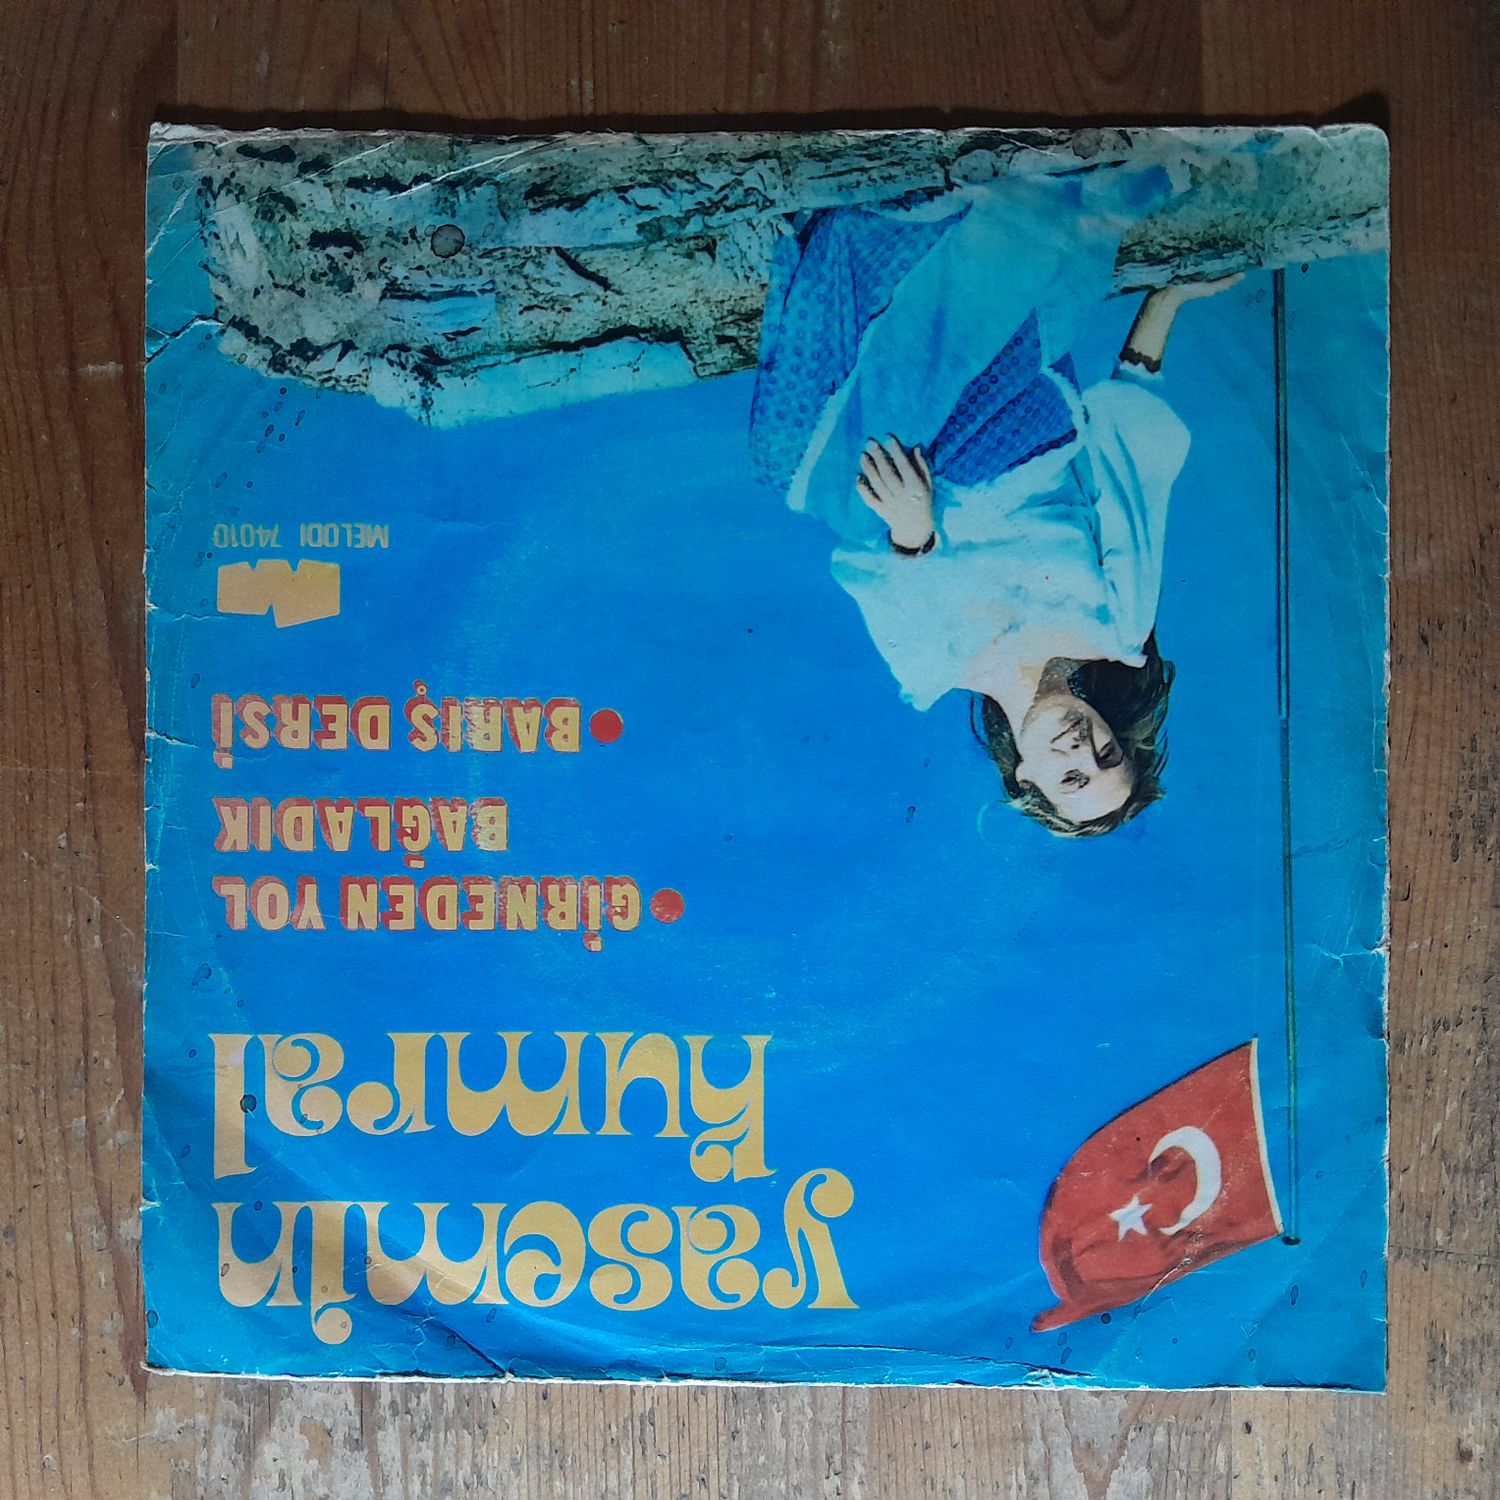 yasemin
kumral
• GİRNEDEN YOL
BAĞLADIK
• BARIŞ DERSİ
MELODI 74010